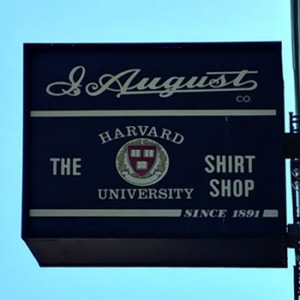 J. August
CO
HARVARD
THE SHIRT
UNIVERSITY SHOP
SINCE 1891